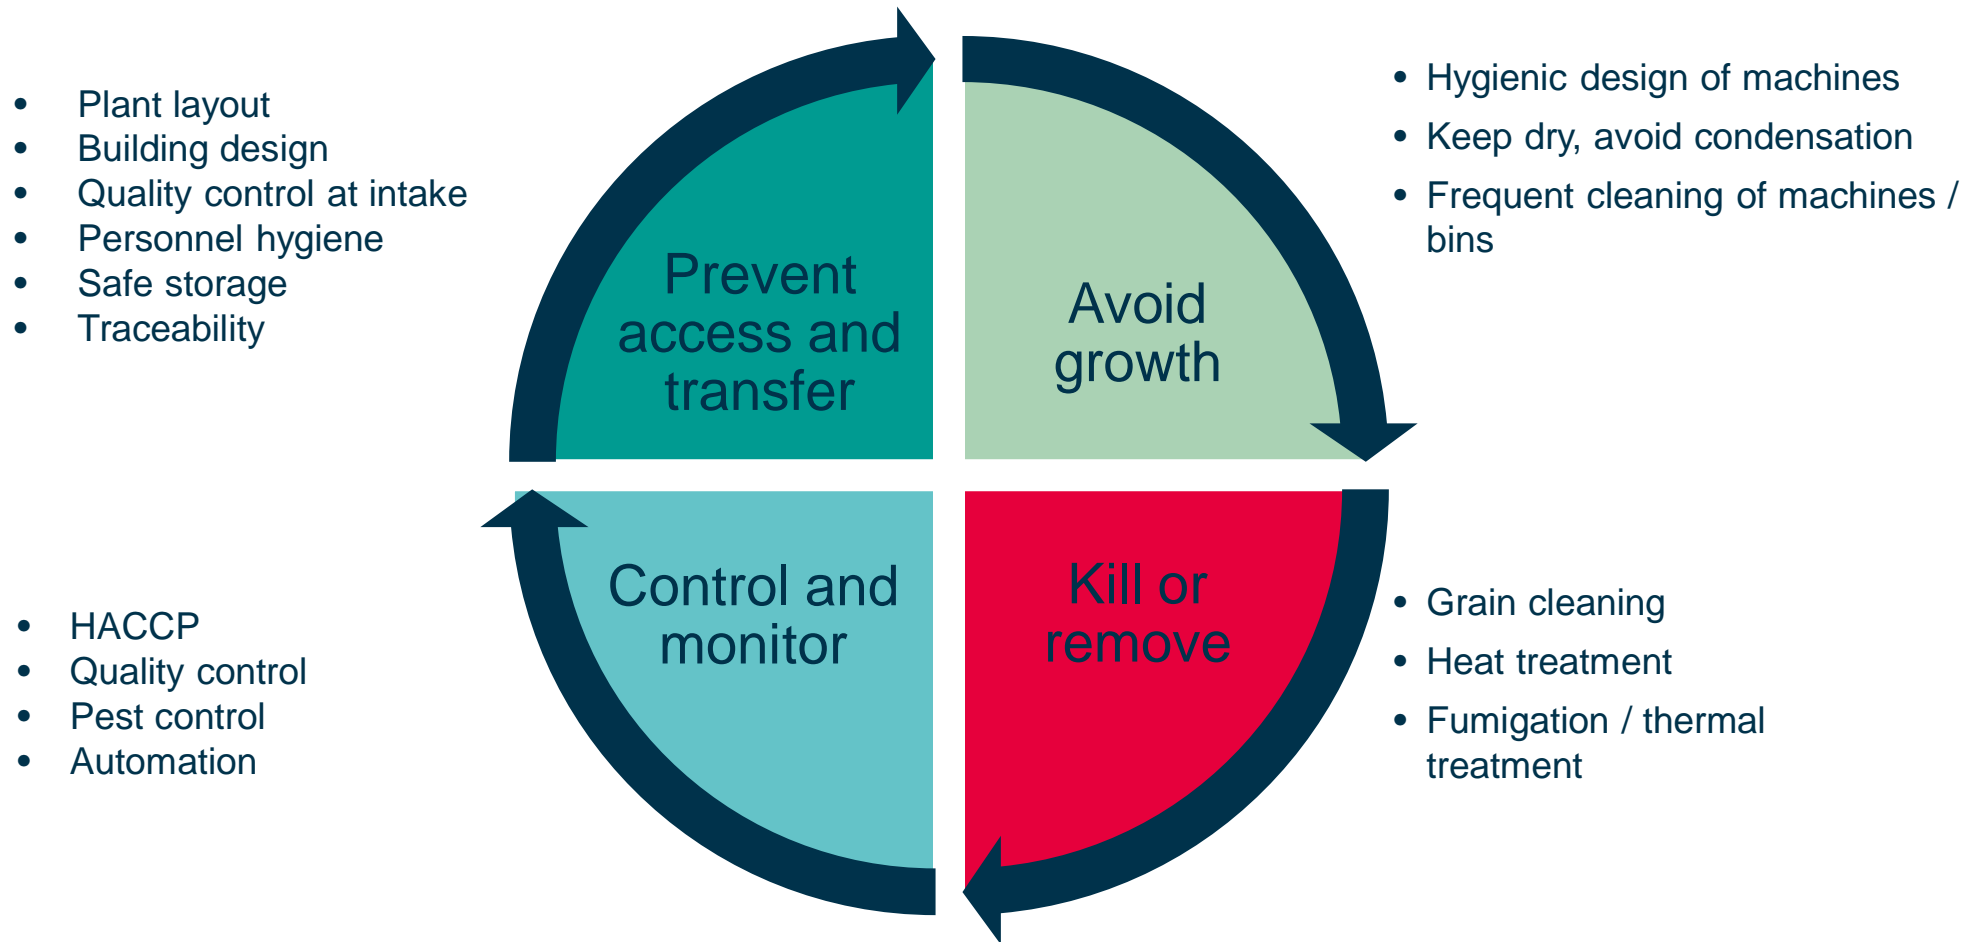 • Plant layout
• Building design
• Quality control at intake
• Personnel hygiene
• Safe storage
• Traceability
Prevent
access and
transfer
Avoid
growth
• Hygienic design of machines
• Keep dry, avoid condensation
• Frequent cleaning of machines /
bins
• HACCP
• Quality control
• Pest control
• Automation
Control and
monitor
Kill or
remove
• Grain cleaning
• Heat treatment
• Fumigation / thermal
treatment